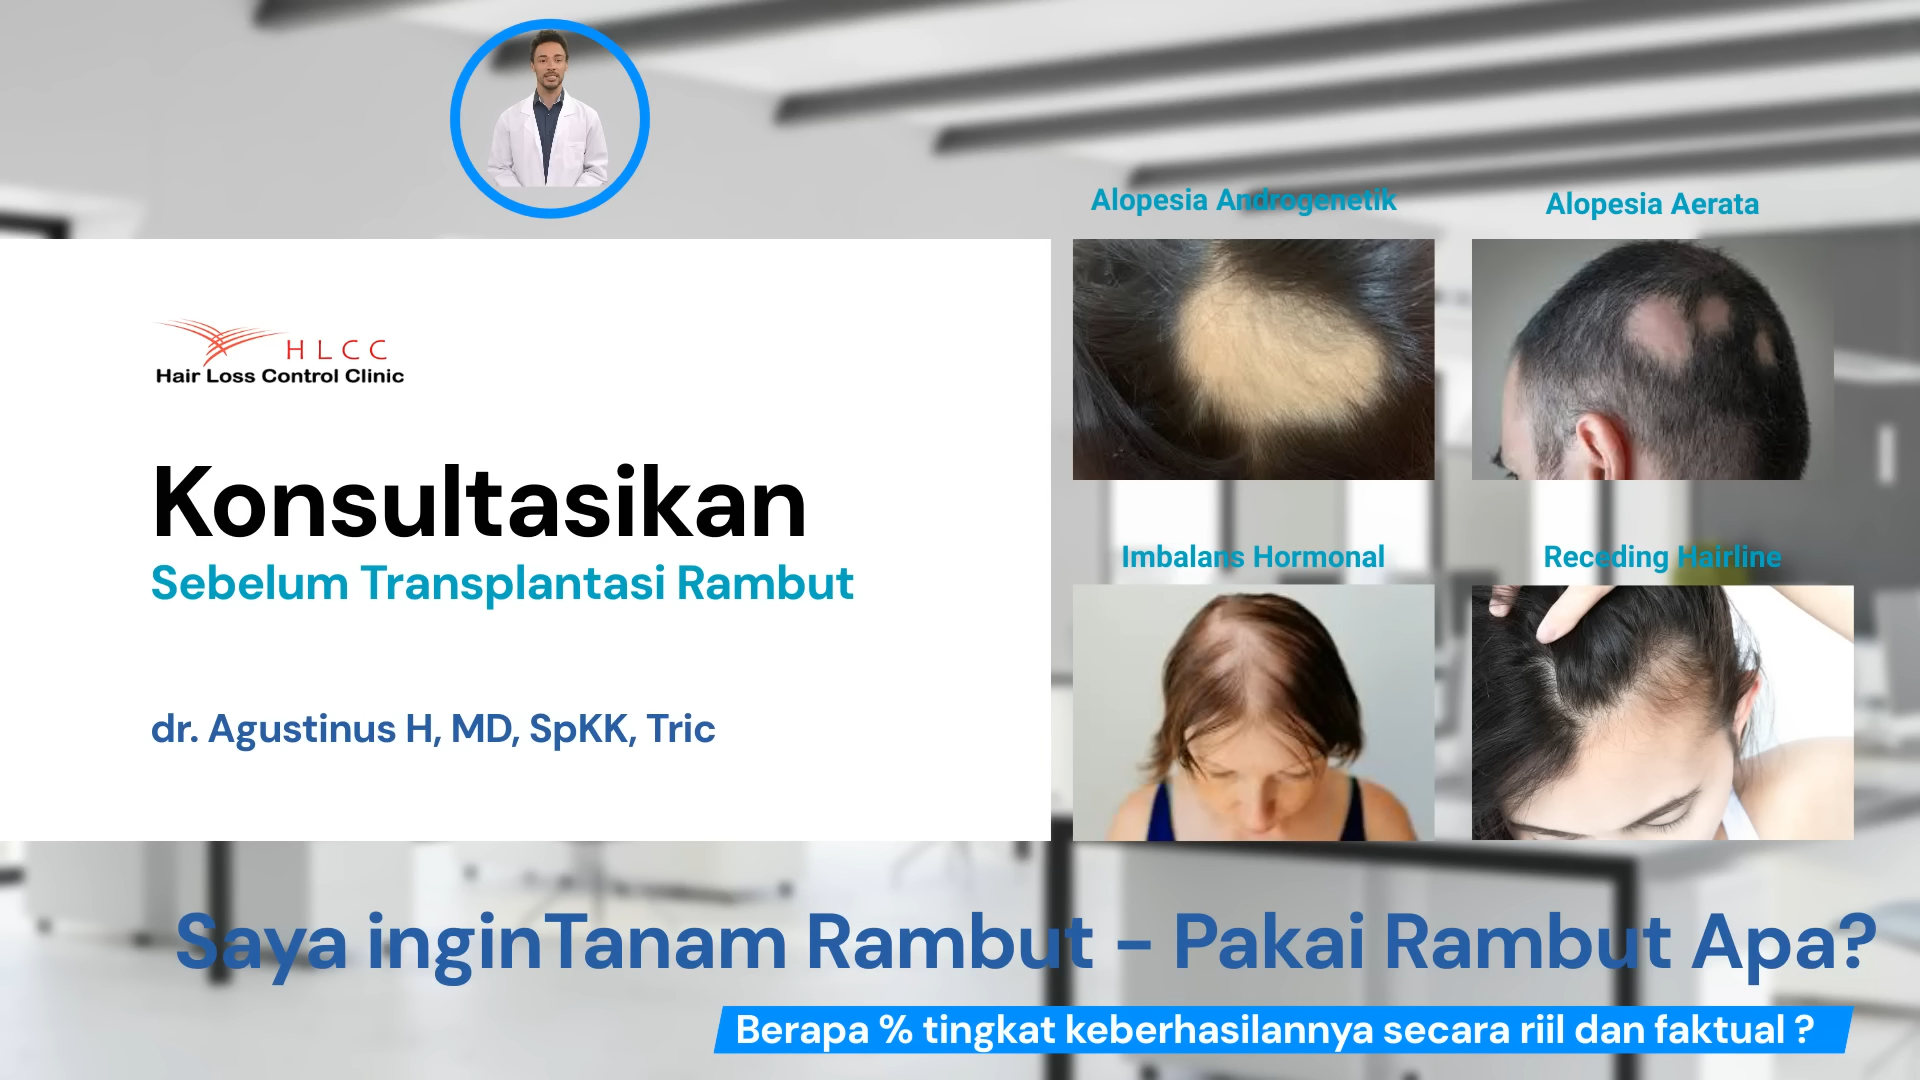 HLCC
Hair Loss Control Clinic
Konsultasikan
Sebelum Transplantasi Rambut
dr. Agustinus H, MD, SpKK, Tric
Alopesia Androgenetik
Alopesia Aerata
Imbalans Hormonal
Receding Hairline
Saya inginTanam Rambut - Pakai Rambut Apa?
Berapa % tingkat keberhasilannya secara riil dan faktual ?